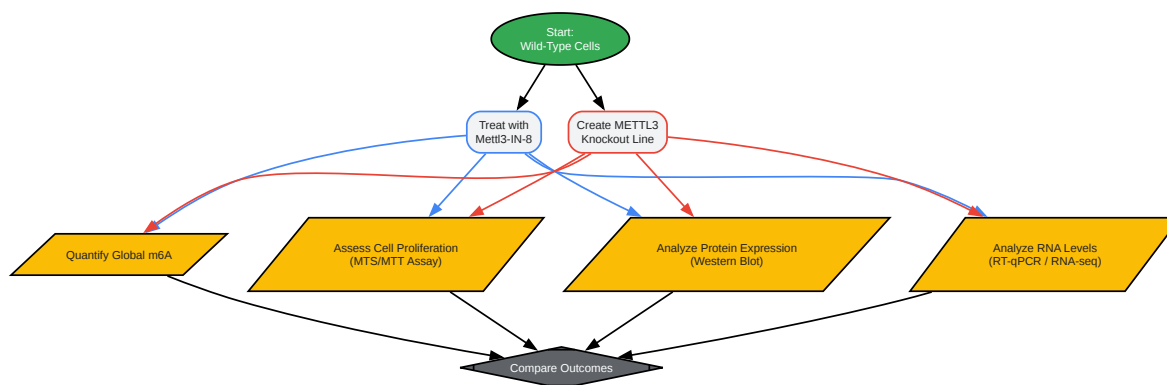 Start:
Wild-Type Cells
Treat with
Mettl3-IN-8
Create METTL3
Knockout Line
Quantify Global m6A
Assess Cell Proliferation
(MTS/MTT Assay)
Analyze Protein Expression
(Western Blot)
Analyze RNA Levels
(RT-qPCR / RNA-seq)
Compare Outcomes